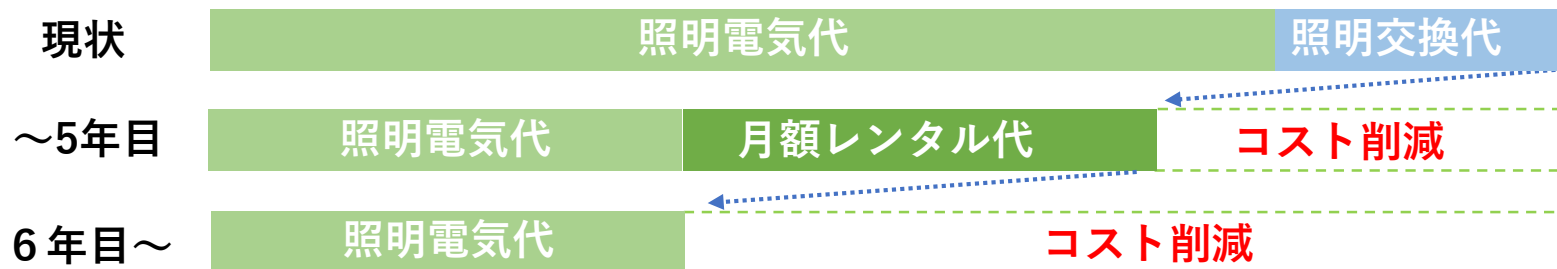 現状 照明電気代 照明交換代
～5年目 照明電気代 月額レンタル代 コスト削減
６年目～ 照明電気代 コスト削減